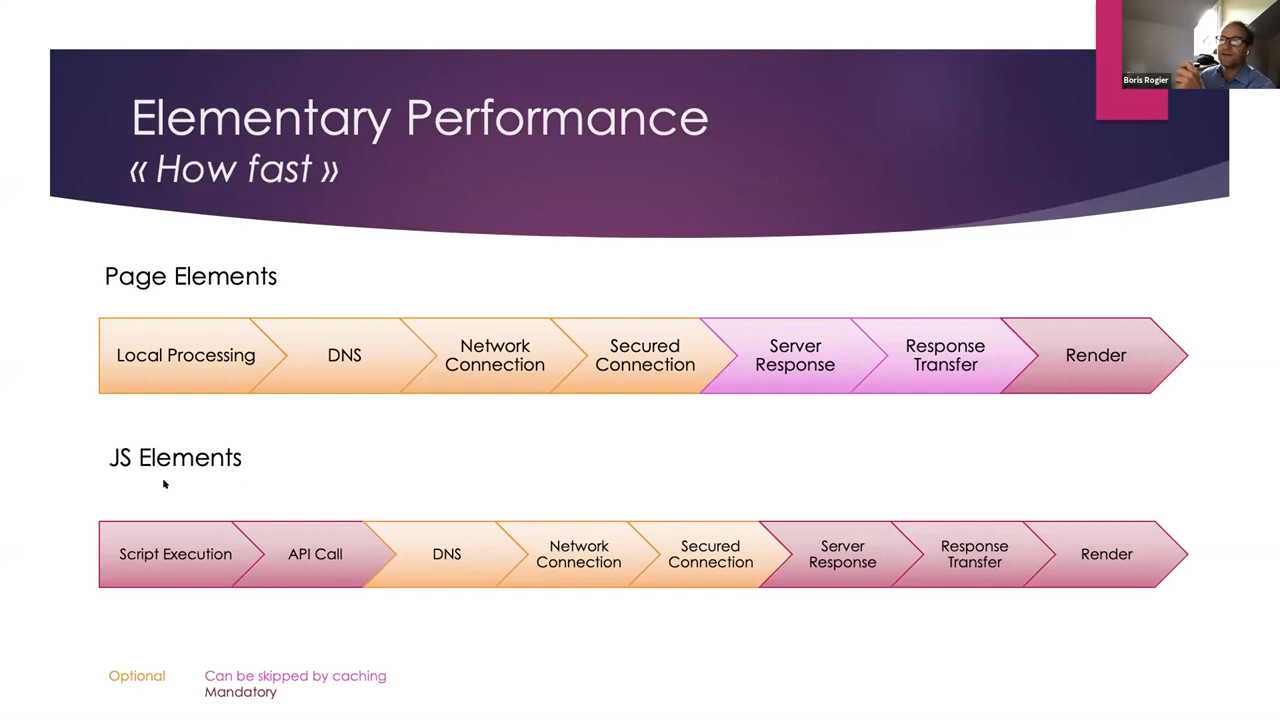 Boris Rogier
Elementary Performance
« How fast »
Page Elements
Local Processing
DNS
Network
Connection
Secured
Connection
Server
Response
Response
Transfer
Render
JS Elements
Script Execution
API Call
DNS
Network
Connection
Secured
Connection
Server
Response
Response
Transfer
Render
Optional
Can be skipped by caching
Mandatory